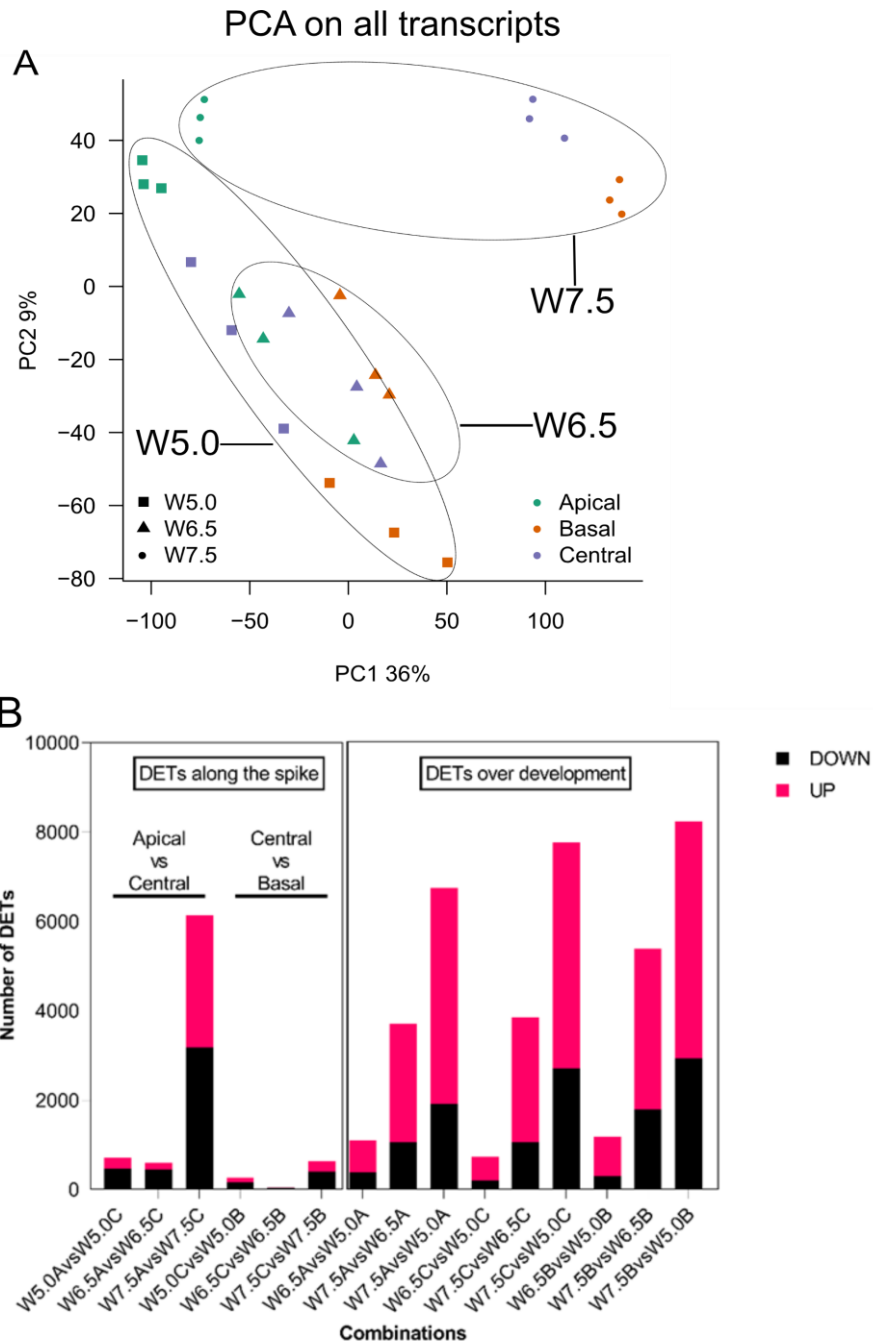 PCA on all transcripts
A
40
20
0
−20
−40
−60
−80
PC2 9%
W7.5
W6.5
W5.0
W5.0
W6.5
W7.5
Apical
Basal
Central
−100
−50
0
50
100
PC1 36%
B
10000
8000
6000
4000
2000
0
Number of DETs
DETs along the spike
DETs over development
Apical
vs
Central
Central
vs
Basal
DOWN
UP
W5.0AvsW5.0C
W6.5AvsW6.5C
W7.5AvsW7.5C
W5.0CvsW5.0B
W6.5CvsW6.5B
W7.5CvsW7.5B
W6.5AvsW5.0A
W7.5AvsW6.5A
W7.5AvsW5.0A
W6.5CvsW5.0C
W7.5CvsW6.5C
W7.5CvsW5.0C
W6.5BvsW5.0B
W7.5BvsW6.5B
W7.5BvsW5.0B
Combinations